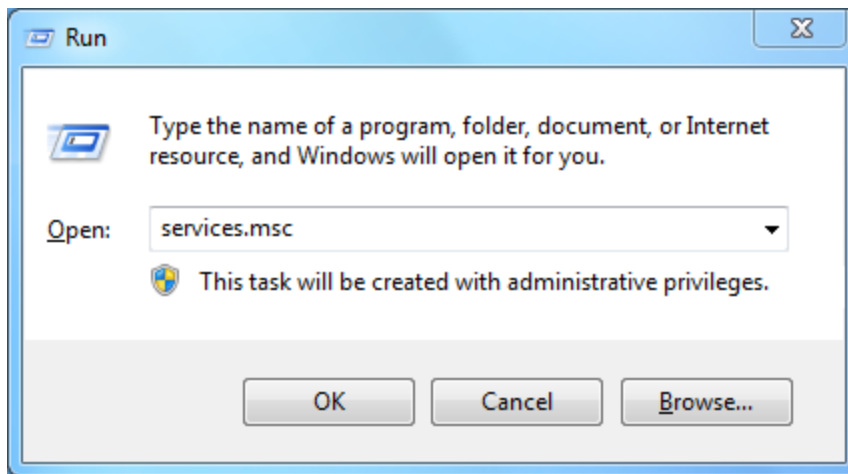 Run
Type the name of a program, folder, document, or Internet
resource, and Windows will open it for you.
Open: services.msc
This task will be created with administrative privileges.
OK Cancel Browse...